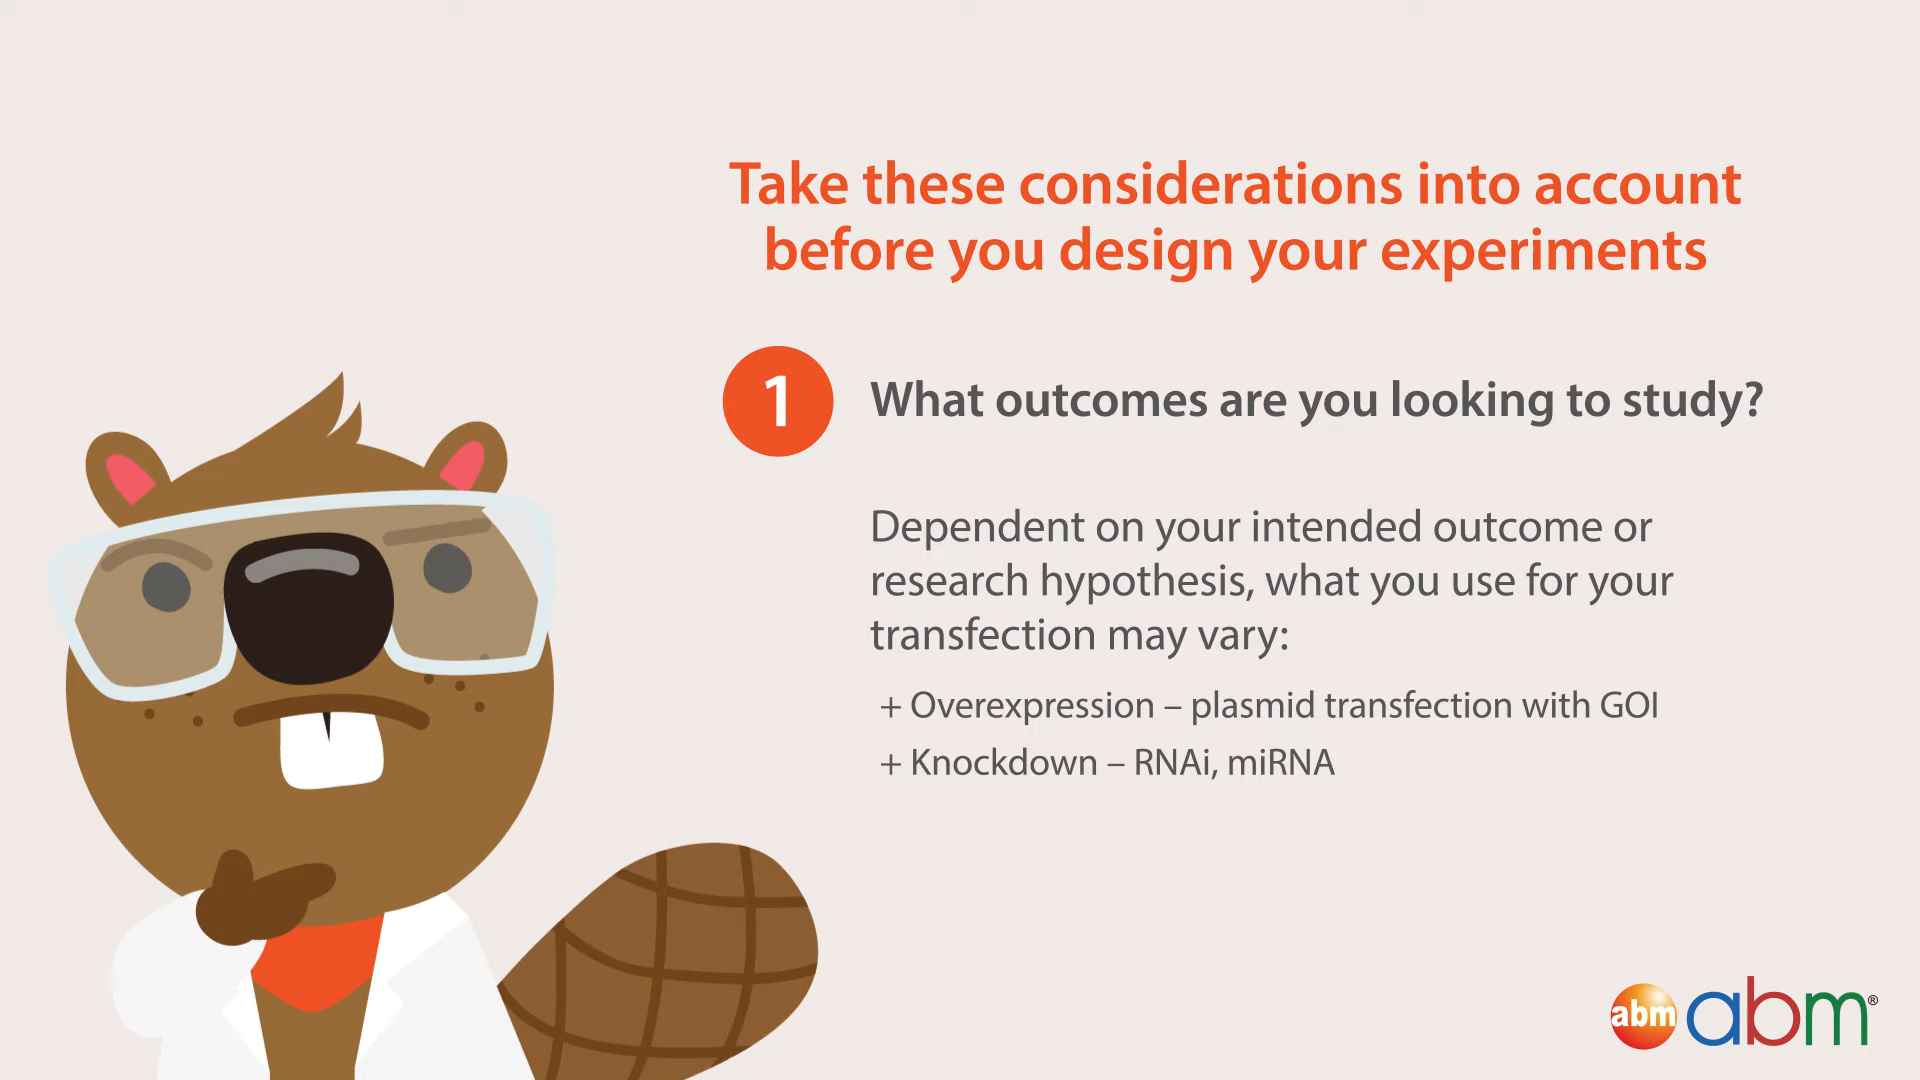 Take these considerations into account
before you design your experiments
1
What outcomes are you looking to study?
Dependent on your intended outcome or
research hypothesis, what you use for your
transfection may vary:
+ Overexpression – plasmid transfection with GOI
+ Knockdown – RNAi, miRNA
abm abm®